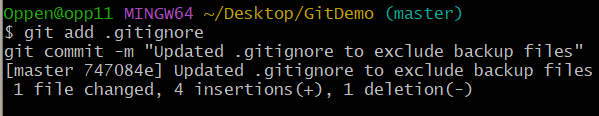 Oppen@opp11 MINGW64 ~/Desktop/GitDemo (master)
$ git add .gitignore
git commit -m "Updated .gitignore to exclude backup files"
[master 747084e] Updated .gitignore to exclude backup files
 1 file changed, 4 insertions(+), 1 deletion(-)